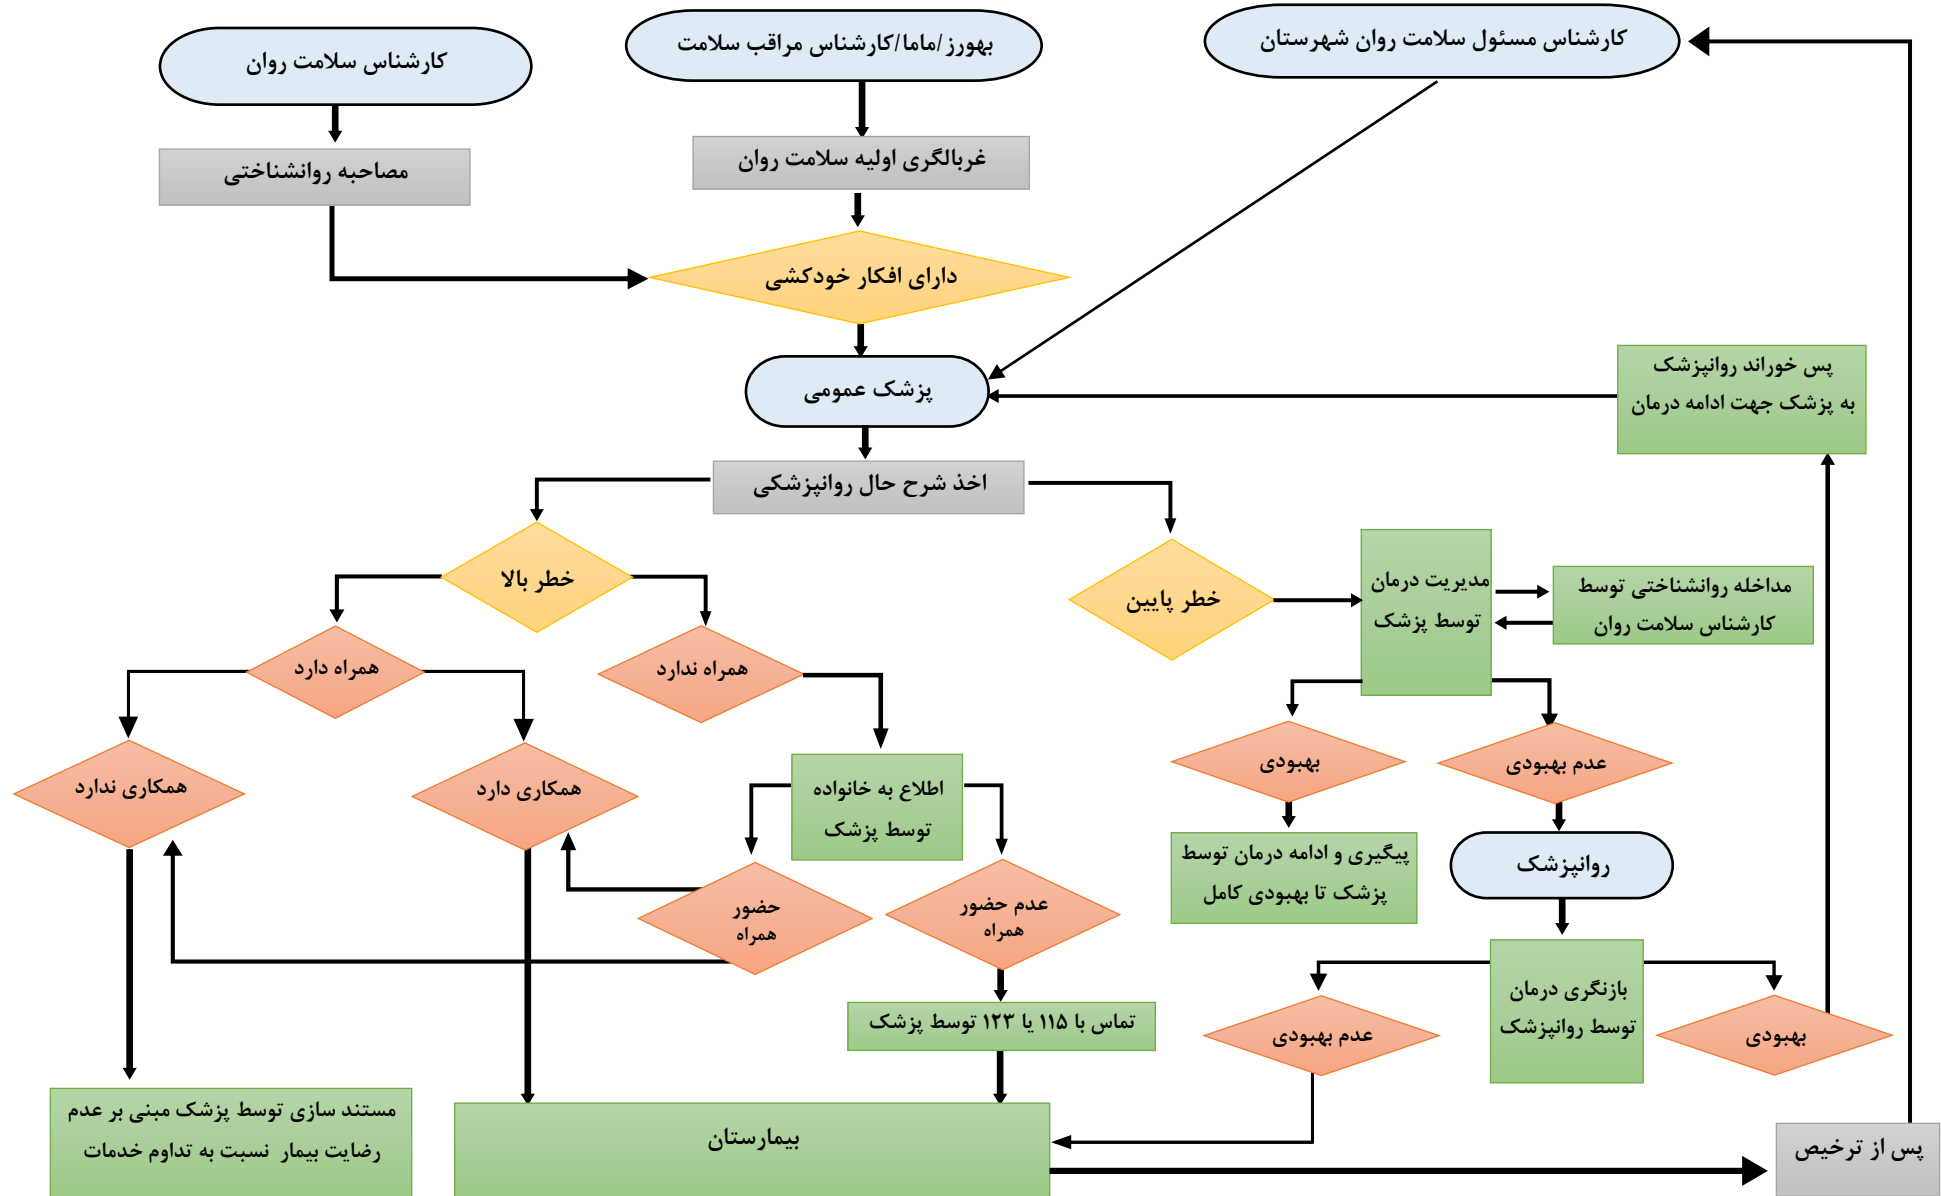 کارشناس مسئول سلامت روان شهرستان
بهورز/ماما/کارشناس مراقب سلامت
کارشناس سلامت روان
غربالگری اولیه سلامت روان
مصاحبه روانشناختی
دارای افکار خودکشی
پزشک عمومی
پس خوراند روانپزشک
به پزشک جهت ادامه درمان
اخذ شرح حال روانپزشکی
خطر بالا
خطر پایین
مدیریت درمان
توسط پزشک
مداخله روانشناختی توسط
کارشناس سلامت روان
همراه ندارد
همراه دارد
عدم بهبودی
بهبودی
اطلاع به خانواده
توسط پزشک
همکاری دارد
همکاری ندارد
روانپزشک
پیگیری و ادامه درمان توسط
پزشک تا بهبودی کامل
عدم حضور
همراه
حضور
همراه
بازنگری درمان
توسط روانپزشک
بهبودی
عدم بهبودی
تماس با ۱۱۵ یا ۱۲۳ توسط پزشک
پس از ترخیص
بیمارستان
مستند سازی توسط پزشک مبنی بر عدم
رضایت بیمار نسبت به تداوم خدمات